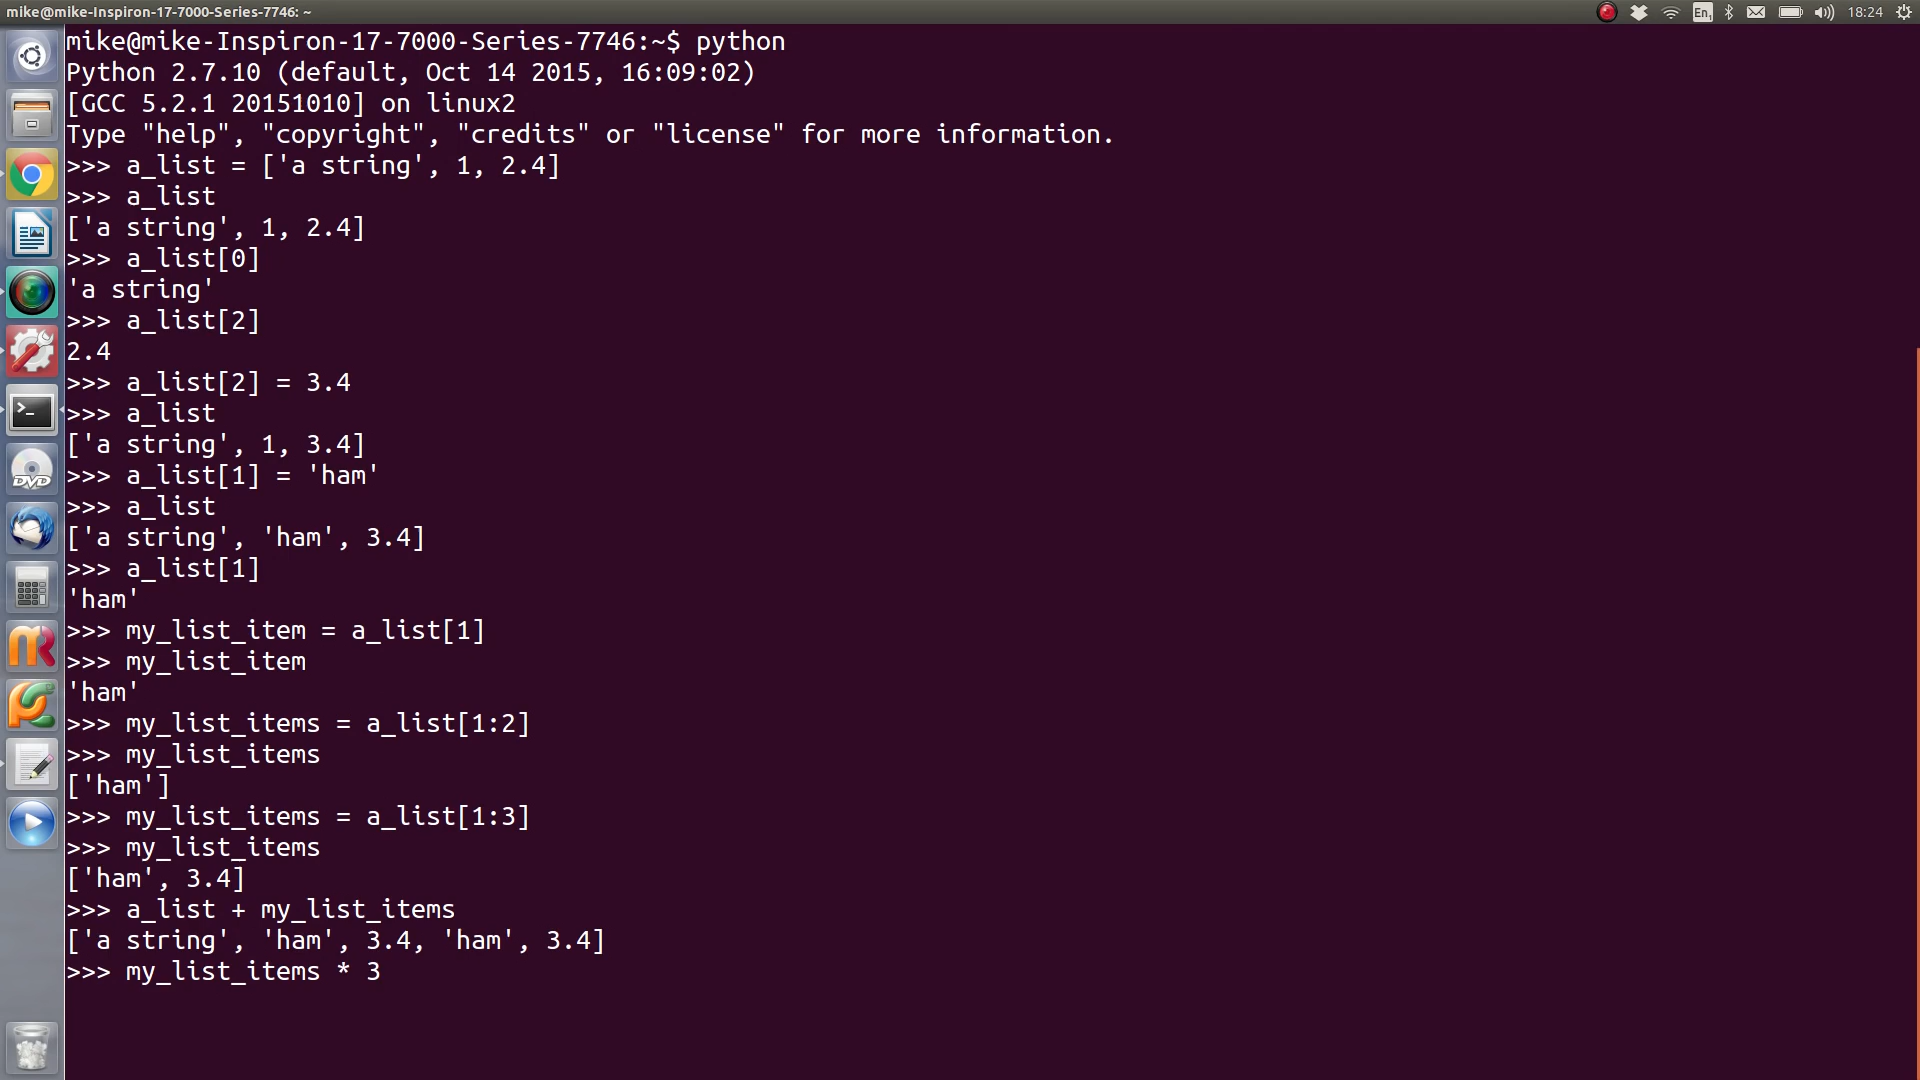 mike@mike-Inspiron-17-7000-Series-7746: ~
En1
18:24
mike@mike-Inspiron-17-7000-Series-7746:~$ python
Python 2.7.10 (default, Oct 14 2015, 16:09:02)
[GCC 5.2.1 20151010] on linux2
Type "help", "copyright", "credits" or "license" for more information.
>>> a_list = ['a string', 1, 2.4]
>>> a_list
['a string', 1, 2.4]
>>> a_list[0]
'a string'
>>> a_list[2]
2.4
>>> a_list[2] = 3.4
>>> a_list
['a string', 1, 3.4]
>>> a_list[1] = 'ham'
>>> a_list
['a string', 'ham', 3.4]
>>> a_list[1]
'ham'
>>> my_list_item = a_list[1]
>>> my_list_item
'ham'
>>> my_list_items = a_list[1:2]
>>> my_list_items
['ham']
>>> my_list_items = a_list[1:3]
>>> my_list_items
['ham', 3.4]
>>> a_list + my_list_items
['a string', 'ham', 3.4, 'ham', 3.4]
>>> my_list_items * 3
DVD